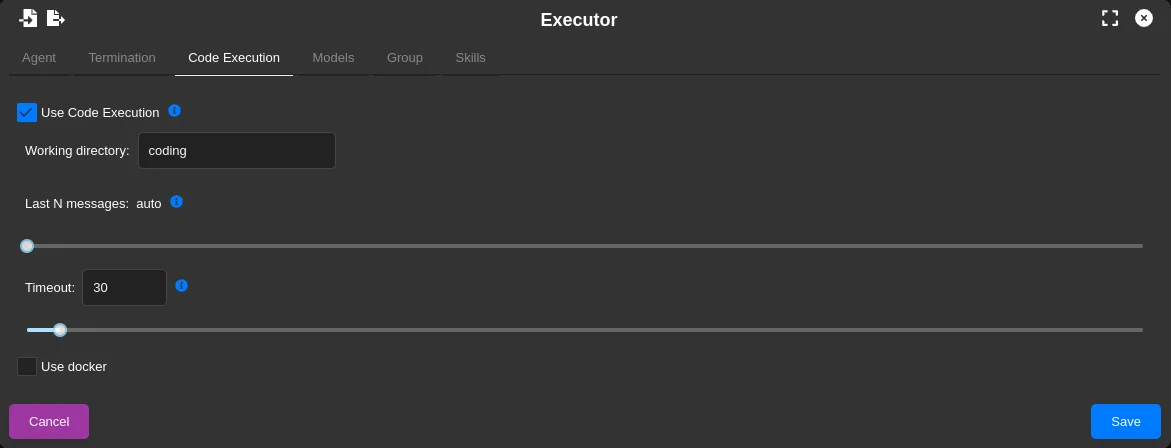 Executor
Agent Termination Code Execution Models Group Skills
Use Code Execution
Working directory: coding
Last N messages: auto
Timeout: 30
Use docker
Cancel Save